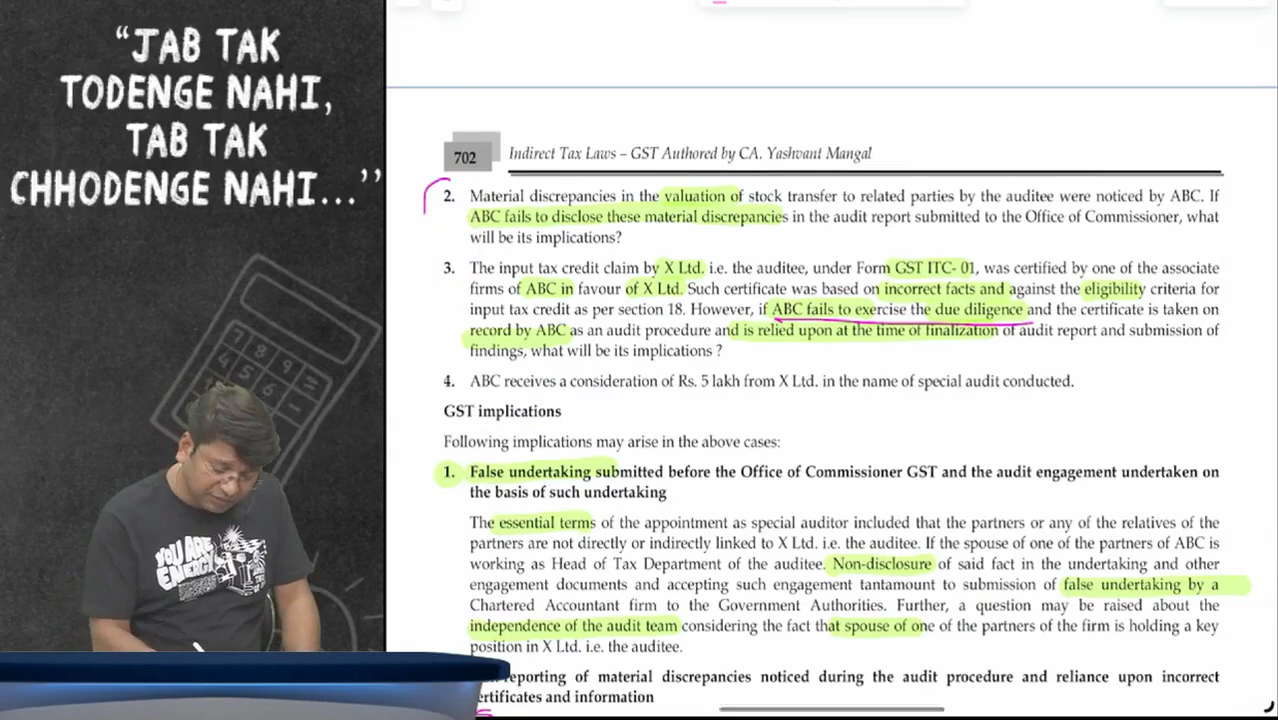 “JAB TAK
TODENGE NAHI,
TAB TAK
CHHODENGE NAHI...’’
702
Indirect Tax Laws – GST Authored by CA. Yashvant Mangal
2. Material discrepancies in the valuation of stock transfer to related parties by the auditee were noticed by ABC. If
ABC fails to disclose these material discrepancies in the audit report submitted to the Office of Commissioner, what
will be its implications?
3. The input tax credit claim by X Ltd. i.e. the auditee, under Form GST ITC- 01, was certified by one of the associate
firms of ABC in favour of X Ltd. Such certificate was based on incorrect facts and against the eligibility criteria for
input tax credit as per section 18. However, if ABC fails to exercise the due diligence and the certificate is taken on
record by ABC as an audit procedure and is relied upon at the time of finalization of audit report and submission of
findings, what will be its implications ?
4. ABC receives a consideration of Rs. 5 lakh from X Ltd. in the name of special audit conducted.
GST implications
Following implications may arise in the above cases:
1. False undertaking submitted before the Office of Commissioner GST and the audit engagement undertaken on
the basis of such undertaking
The essential terms of the appointment as special auditor included that the partners or any of the relatives of the
partners are not directly or indirectly linked to X Ltd. i.e. the auditee. If the spouse of one of the partners of ABC is
working as Head of Tax Department of the auditee. Non-disclosure of said fact in the undertaking and other
engagement documents and accepting such engagement tantamount to submission of false undertaking by a
Chartered Accountant firm to the Government Authorities. Further, a question may be raised about the
independence of the audit team considering the fact that spouse of one of the partners of the firm is holding a key
position in X Ltd. i.e. the auditee.
reporting of material discrepancies noticed during the audit procedure and reliance upon incorrect
ertificates and information
YOU ARE
ENERGY
7 8 9
4 5 6